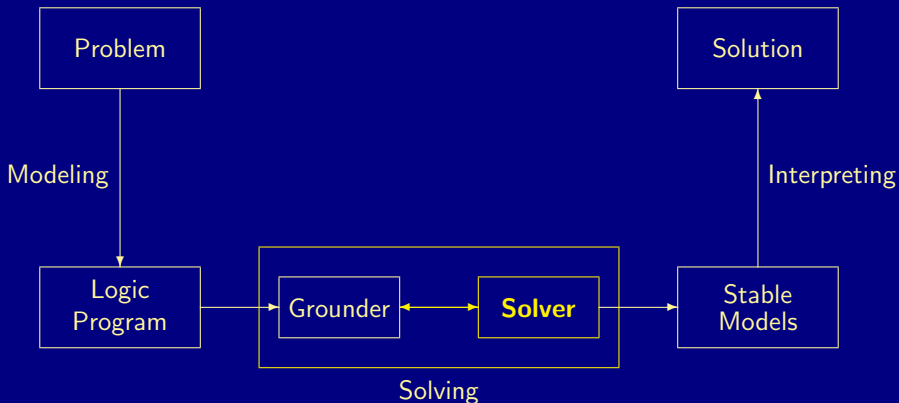 Problem
Solution
Modeling
Interpreting
Logic
Program
Grounder
Solver
Stable
Models
Solving